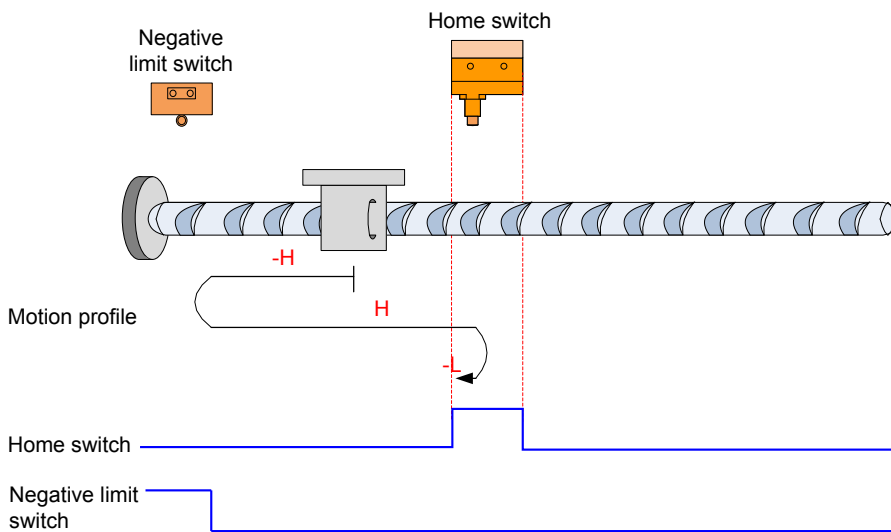 Home switch
Negative
limit switch
-H
H
Motion profile
-L
Home switch
Negative limit
switch